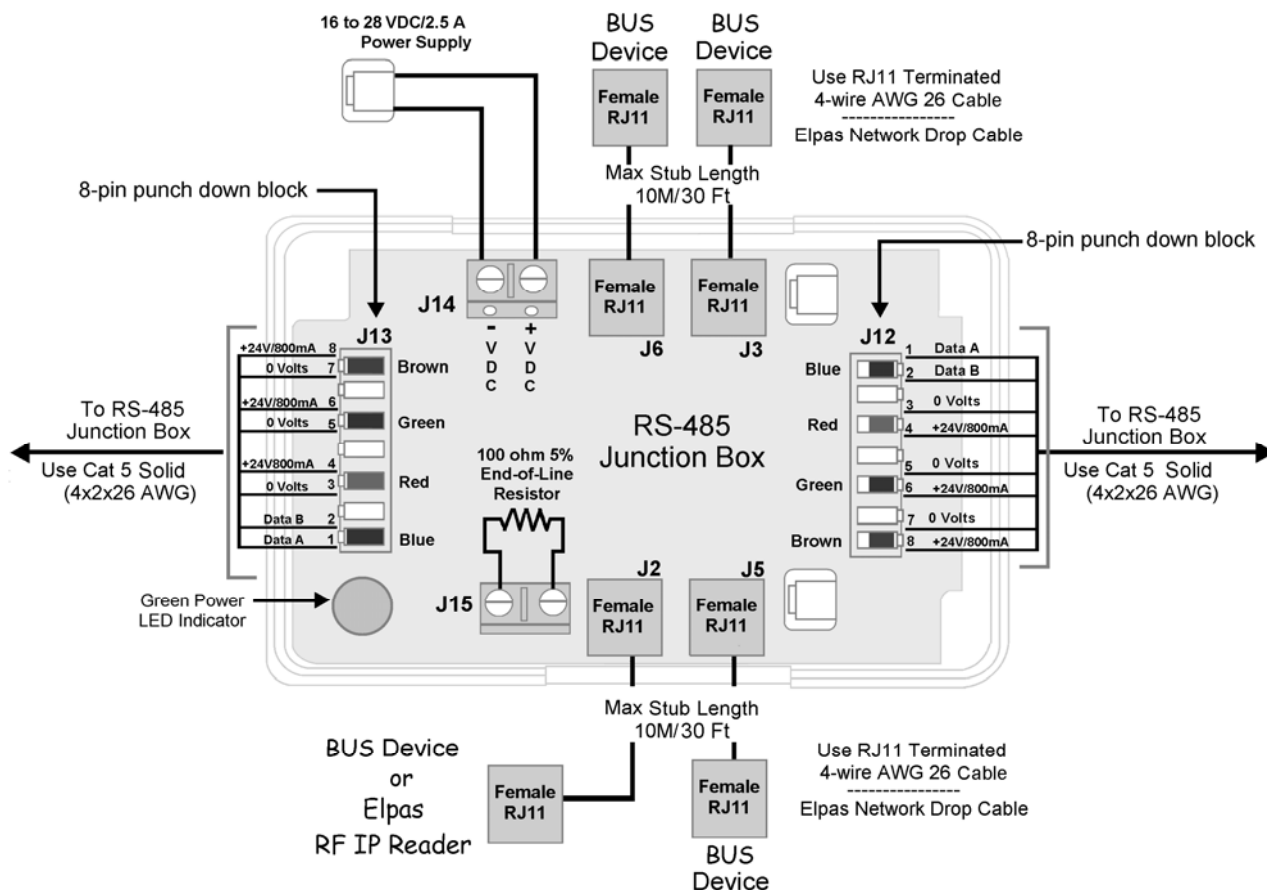 16 to 28 VDC/2.5 A
Power Supply
BUS
Device
BUS
Device
Female
RJ11
Female
RJ11
Use RJ11 Terminated
4-wire AWG 26 Cable
----------------
Elpas Network Drop Cable
Max Stub Length
10M/30 Ft
8-pin punch down block
8-pin punch down block
J14
- +
V V
D D
C C
Female
RJ11
Female
RJ11
J6
J3
J13
+24V/800mA 8
0 Volts 7
Brown
+24V/800mA 6
0 Volts 5
Green
+24V/800mA 4
0 Volts 3
Red
Data B 2
Data A 1
Blue
To RS-485
Junction Box
Use Cat 5 Solid
(4x2x26 AWG)
RS-485
Junction Box
100 ohm 5%
End-of-Line
Resistor
J12
Blue
1 Data A
2 Data B
Red
3 0 Volts
4 +24V/800mA
Green
5 0 Volts
6 +24V/800mA
Brown
7 0 Volts
8 +24V/800mA
To RS-485
Junction Box
Use Cat 5 Solid
(4x2x26 AWG)
Green Power
LED Indicator
J15
J2
J5
Female
RJ11
Female
RJ11
Max Stub Length
10M/30 Ft
BUS Device
or
Elpas
RF IP Reader
Female
RJ11
Female
RJ11
BUS
Device
Use RJ11 Terminated
4-wire AWG 26 Cable
----------------
Elpas Network Drop Cable